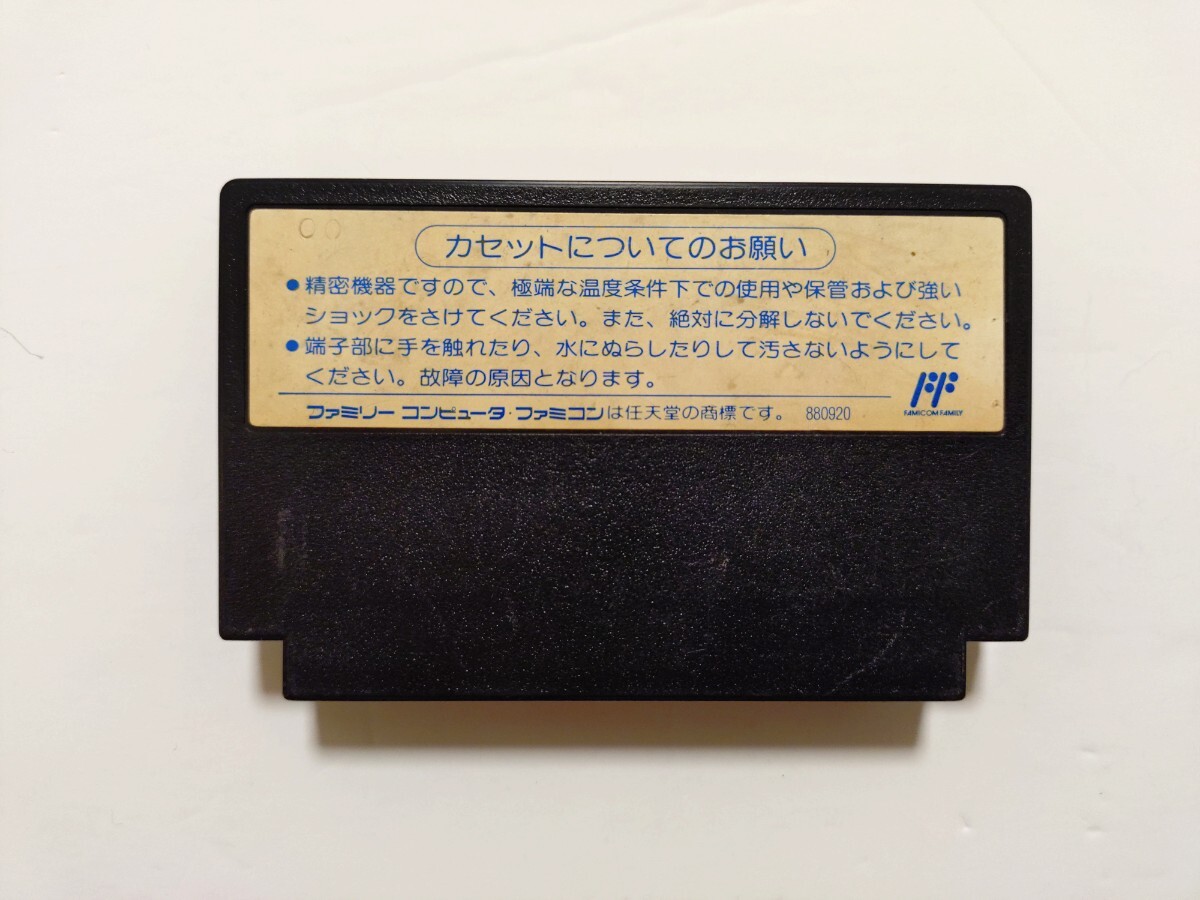 00
カセットについてのお願い
●精密機器ですので、極端な温度条件下での使用や保管および強い
ショックをさけてください。また、絶対に分解しないでください。
●端子部に手を触れたり、水にぬらしたりして汚さないようにして
ください。故障の原因となります。
FF
FAMICOM FAMILY
ファミリー コンピュータ・ファミコンは任天堂の商標です。 880920